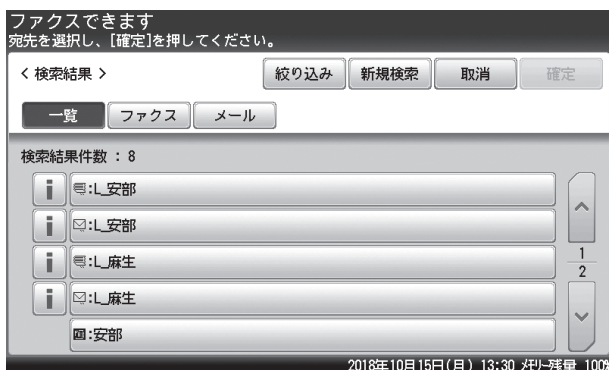 ファクスできます
宛先を選択し、[確定]を押してください。
< 検索結果 > 絞り込み 新規検索 取消 確定
一覧 ファクス メール
検索結果件数 : 8
i :L_安部
i :L_安部
i :L_麻生
i :L_麻生
:安部
1
2
2018年10月15日(月) 13:30 ﾒﾓﾘｰ残量 100%